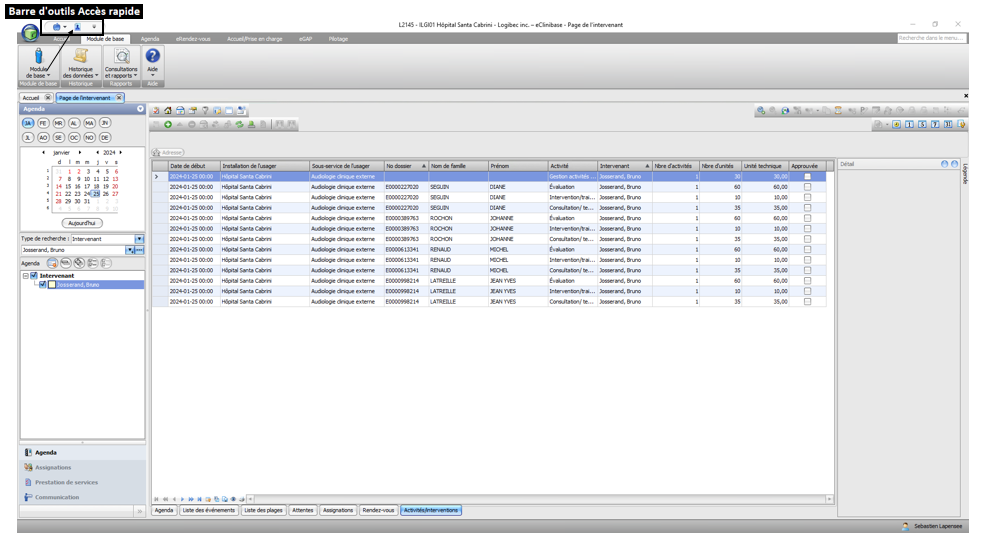 Barre d'outils Accès rapide
L2145 - ILGI01 Hôpital Santa Cabrini - Logibec inc. – eClinibase - Page de l'intervenant
Module de base Agenda eRendez-vous Accueil/Prise en charge eGAP Pilotage Recherche dans le menu...
Module de base Historique des données Consultations et rapports Aide
Module de base Historique Rapports Aide
Accueil Page de l'intervenant
Agenda
JA FE MR AL MA JN
JL AO SE OC NO DE
janvier 2024
d l m m j v s
1 1 2 3 4 5 6
2 7 8 9 10 11 12 13
3 14 15 16 17 18 19 20
4 21 22 23 24 25 26 27
5 28 29 30 31
Aujourd'hui
Type de recherche : Intervenant
Josserand, Bruno
Agenda
Intervenant
Josserand, Bruno
Agenda
Assignations
Prestation de services
Communication
Adresse
Date de début Installation de l'usager Sous-service de l'usager No dossier Nom de famille Prénom Activité Intervenant Nbre d'activités Nbre d'unités Unité technique Approuvée
2024-01-25 00:00 Hôpital Santa Cabrini Audiologie clinique externe Gestion activités ... Josserand, Bruno 1 30 30,00
2024-01-25 00:00 Hôpital Santa Cabrini Audiologie clinique externe E0000227020 SEGUIN DIANE Évaluation Josserand, Bruno 1 60 60,00
2024-01-25 00:00 Hôpital Santa Cabrini Audiologie clinique externe E0000227020 SEGUIN DIANE Intervention/trai... Josserand, Bruno 1 10 10,00
2024-01-25 00:00 Hôpital Santa Cabrini Audiologie clinique externe E0000227020 SEGUIN DIANE Consultation/ te... Josserand, Bruno 1 35 35,00
2024-01-25 00:00 Hôpital Santa Cabrini Audiologie clinique externe E0000389763 ROCHON JOHANNE Évaluation Josserand, Bruno 1 60 60,00
2024-01-25 00:00 Hôpital Santa Cabrini Audiologie clinique externe E0000389763 ROCHON JOHANNE Intervention/trai... Josserand, Bruno 1 10 10,00
2024-01-25 00:00 Hôpital Santa Cabrini Audiologie clinique externe E0000389763 ROCHON JOHANNE Consultation/ te... Josserand, Bruno 1 35 35,00
2024-01-25 00:00 Hôpital Santa Cabrini Audiologie clinique externe E0000613341 RENAUD MICHEL Évaluation Josserand, Bruno 1 60 60,00
2024-01-25 00:00 Hôpital Santa Cabrini Audiologie clinique externe E0000613341 RENAUD MICHEL Intervention/trai... Josserand, Bruno 1 10 10,00
2024-01-25 00:00 Hôpital Santa Cabrini Audiologie clinique externe E0000613341 RENAUD MICHEL Consultation/ te... Josserand, Bruno 1 35 35,00
2024-01-25 00:00 Hôpital Santa Cabrini Audiologie clinique externe E0000998214 LATREILLE JEAN YVES Évaluation Josserand, Bruno 1 60 60,00
2024-01-25 00:00 Hôpital Santa Cabrini Audiologie clinique externe E0000998214 LATREILLE JEAN YVES Intervention/trai... Josserand, Bruno 1 10 10,00
2024-01-25 00:00 Hôpital Santa Cabrini Audiologie clinique externe E0000998214 LATREILLE JEAN YVES Consultation/ te... Josserand, Bruno 1 35 35,00
Détail
Légende
Agenda Liste des événements Liste des plages Attentes Assignations Rendez-vous Activités/interventions
Sebastien Lapensee